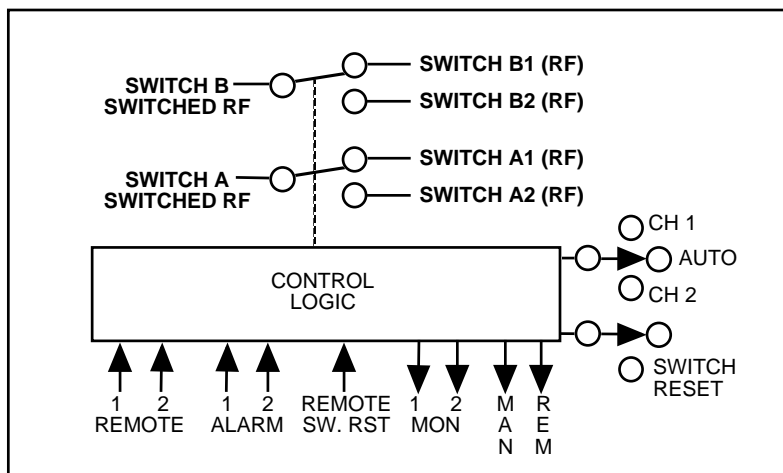 SWITCH B
SWITCHED RF
SWITCH B1 (RF)
SWITCH B2 (RF)
SWITCH A
SWITCHED RF
SWITCH A1 (RF)
SWITCH A2 (RF)
CONTROL
LOGIC
CH 1
AUTO
CH 2
SWITCH
RESET
1 2
REMOTE
1 2
ALARM
REMOTE
SW. RST
1 2
MON
MAN
REM